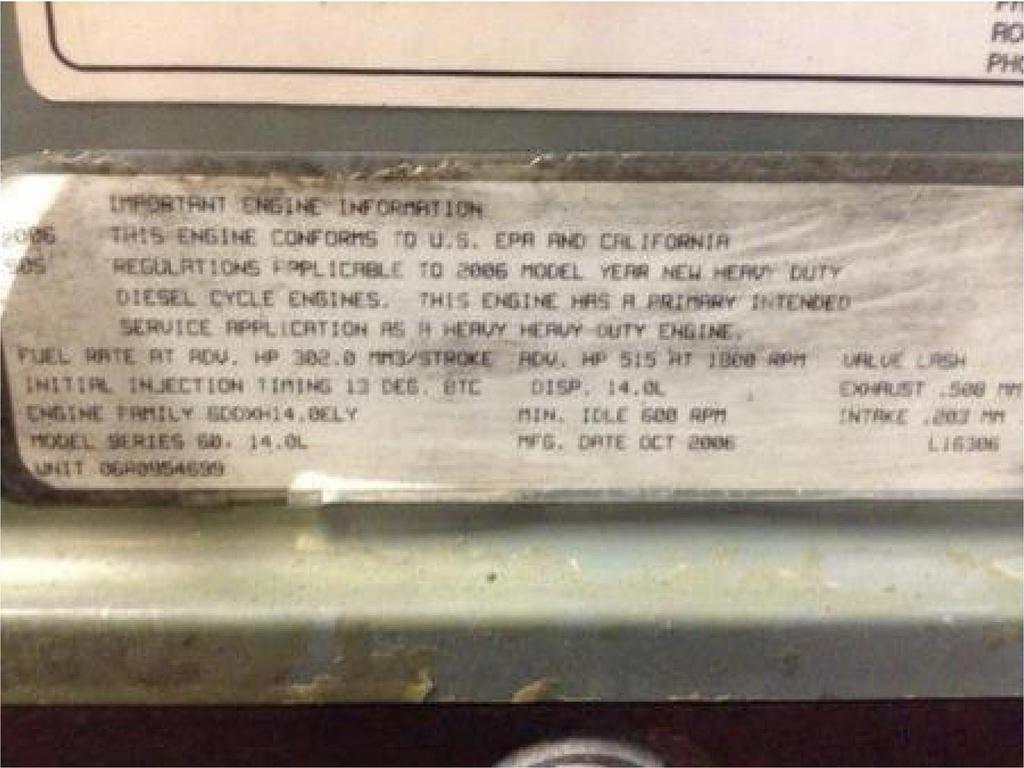 RO
PHO
IMPORTANT ENGINE INFORMATION
2006 THIS ENGINE CONFORMS TO U.S. EPA AND CALIFORNIA
50S REGULATIONS APPLICABLE TO 2006 MODEL YEAR NEW HEAVY DUTY
DIESEL CYCLE ENGINES. THIS ENGINE HAS A PRIMARY INTENDED
SERVICE APPLICATION AS A HEAVY HEAVY DUTY ENGINE.
FUEL RATE AT ADV. HP 302.0 MM3/STROKE ADV. HP 515 AT 1800 RPM VALVE LASH
INITIAL INJECTION TIMING 13 DEG. BTC DISP. 14.0L EXHAUST .508 MM
ENGINE FAMILY 6DDXH14.0ELY MIN. IDLE 600 RPM INTAKE .203 MM
MODEL SERIES 60, 14.0L MFG. DATE OCT 2006 L16306
UNIT 06R0954699